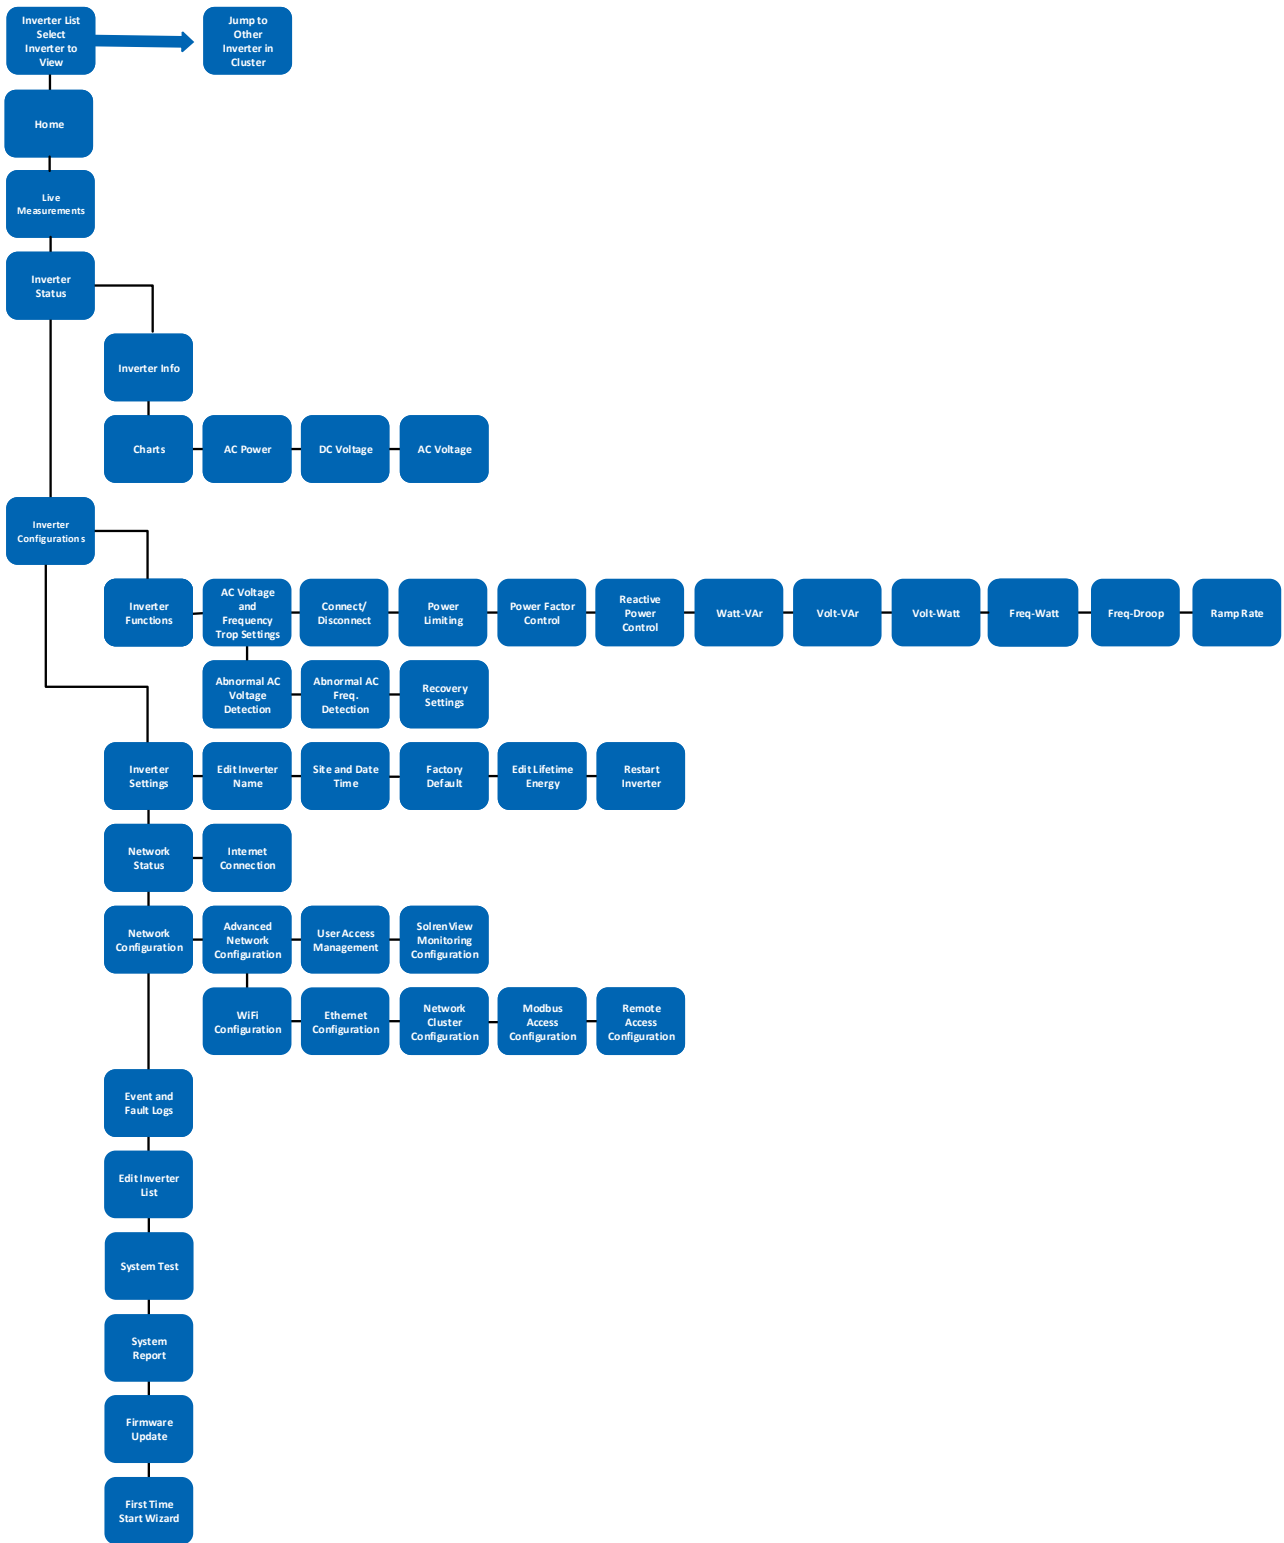 Inverter List
Select
Inverter to
View
Jump to
Other
Inverter in
Cluster
Home
Live
Measurements
Inverter
Status
Inverter Info
Charts
AC Power
DC Voltage
AC Voltage
Inverter
Configurations
Inverter
Functions
AC Voltage
and
Frequency
Trop Settings
Connect/
Disconnect
Power
Limiting
Power Factor
Control
Reactive
Power
Control
Watt-VAr
Volt-VAr
Volt-Watt
Freq-Watt
Freq-Droop
Ramp Rate
Abnormal AC
Voltage
Detection
Abnormal AC
Freq.
Detection
Recovery
Settings
Inverter
Settings
Edit Inverter
Name
Site and Date
Time
Factory
Default
Edit Lifetime
Energy
Restart
Inverter
Network
Status
Internet
Connection
Network
Configuration
Advanced
Network
Configuration
User Access
Management
SolrenView
Monitoring
Configuration
WiFi
Configuration
Ethernet
Configuration
Network
Cluster
Configuration
Modbus
Access
Configuration
Remote
Access
Configuration
Event and
Fault Logs
Edit Inverter
List
System Test
System
Report
Firmware
Update
First Time
Start Wizard